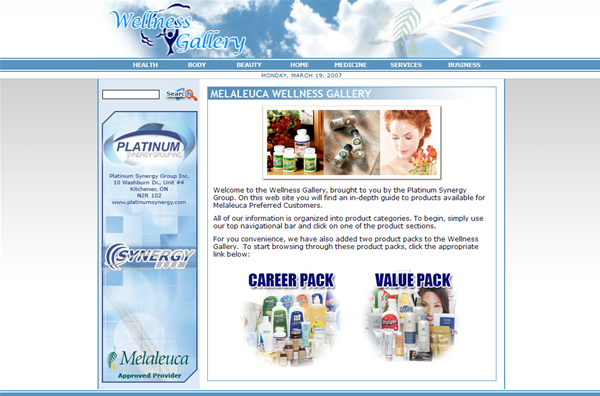 Wellness
Gallery
HEALTH BODY BEAUTY HOME MEDICINE SERVICES BUSINESS
MONDAY, MARCH 19, 2007
Search
PLATINUM
SYNERGY GROUP INC.
Platinum Synergy Group Inc.
10 Washburn Dr., Unit #4
Kitchener, ON
N2R 1S2
www.platinumsynergy.com
SYNERGY
ROOM
Melaleuca
Approved Provider
MELALEUCA WELLNESS GALLERY
Welcome to the Wellness Gallery, brought to you by the Platinum Synergy
Group. On this web site you will find an in-depth guide to products available for
Melaleuca Preferred Customers.
All of our information is organized into product categories. To begin, simply use
our top navigational bar and click on one of the product sections.
For you convenience, we have also added two product packs to the Wellness
Gallery. To start browsing through these product packs, click the appropriate
link below:
CAREER PACK
VALUE PACK